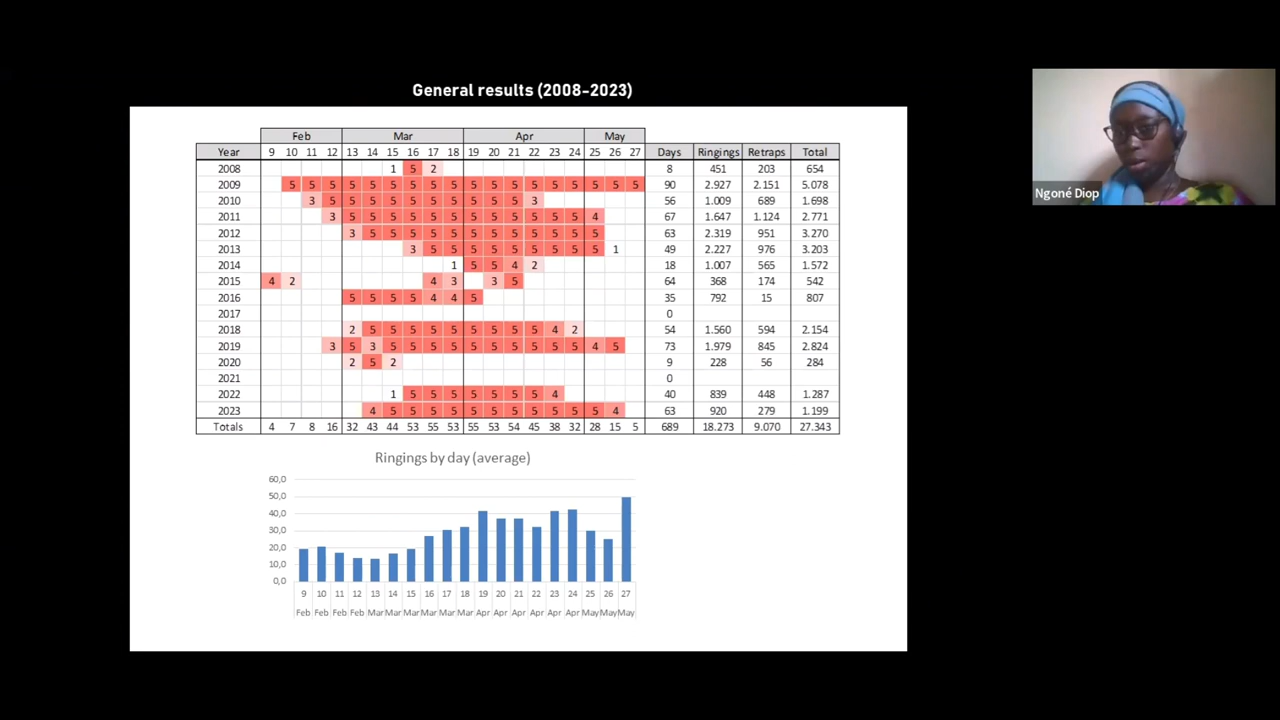 General results (2008-2023)
Feb Mar Apr May
Year 9 10 11 12 13 14 15 16 17 18 19 20 21 22 23 24 25 26 27 Days Ringings Retraps Total
2008 1 5 2 8 451 203 654
2009 5 5 5 5 5 5 5 5 5 5 5 5 5 5 5 5 5 5 90 2.927 2.151 5.078
2010 3 5 5 5 5 5 5 5 5 5 5 3 56 1.009 689 1.698
2011 3 5 5 5 5 5 5 5 5 5 5 5 5 4 67 1.647 1.124 2.771
2012 3 5 5 5 5 5 5 5 5 5 5 5 5 63 2.319 951 3.270
2013 3 5 5 5 5 5 5 5 5 5 1 49 2.227 976 3.203
2014 1 5 5 4 2 18 1.007 565 1.572
2015 4 2 4 3 3 5 64 368 174 542
2016 5 5 5 5 4 4 5 35 792 15 807
2017 0
2018 2 5 5 5 5 5 5 5 5 5 4 2 54 1.560 594 2.154
2019 3 5 3 5 5 5 5 5 5 5 5 5 5 4 5 73 1.979 845 2.824
2020 2 5 2 9 228 56 284
2021 0
2022 1 5 5 5 5 5 5 5 4 40 839 448 1.287
2023 4 5 5 5 5 5 5 5 5 5 5 5 4 63 920 279 1.199
Totals 4 7 8 16 32 43 44 53 55 53 55 53 54 45 38 32 28 15 5 689 18.273 9.070 27.343
Ringings by day (average)
60,0
50,0
40,0
30,0
20,0
10,0
0,0
9 10 11 12 13 14 15 16 17 18 19 20 21 22 23 24 25 26 27
Feb Feb Feb Feb Mar Mar Mar Mar Mar Mar Apr Apr Apr Apr Apr Apr May May May
Ngoné Diop